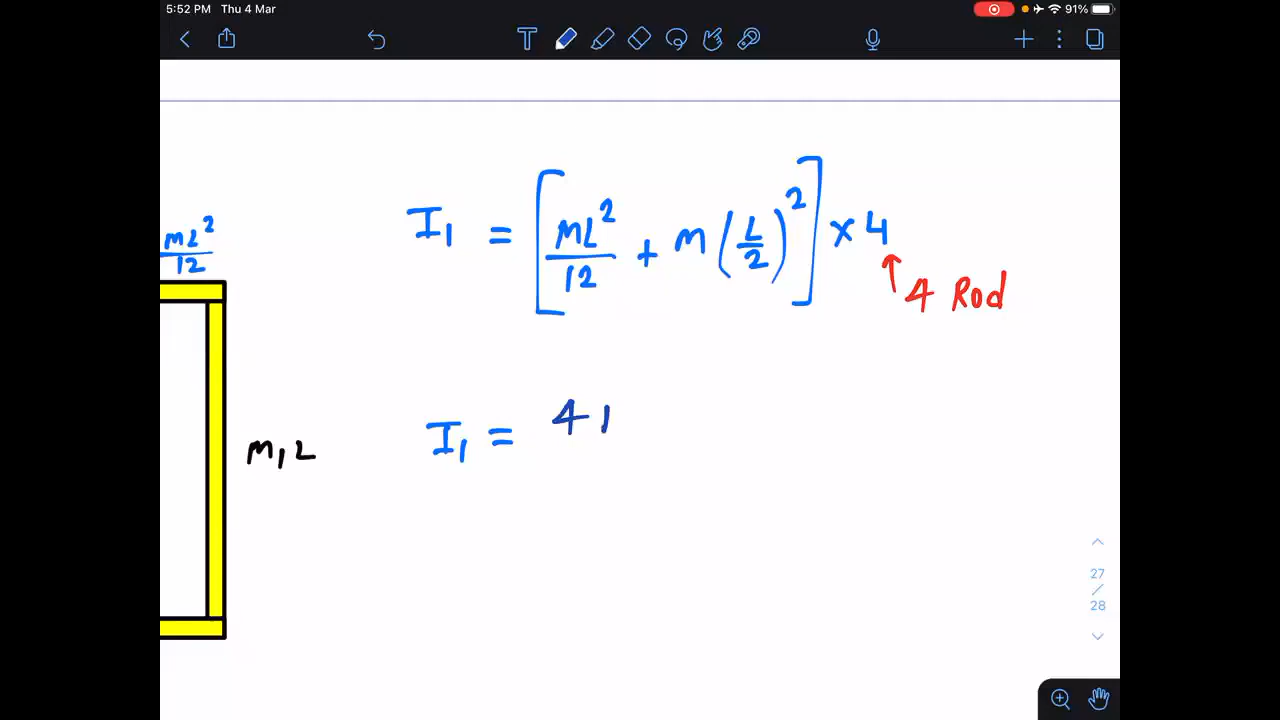 5:52 PM Thu 4 Mar
91%
I₁ = [ML²/12 + m(L/2)²] × 4
ML²/12
4 Rod
I₁ = 4
m, L
27
/
28